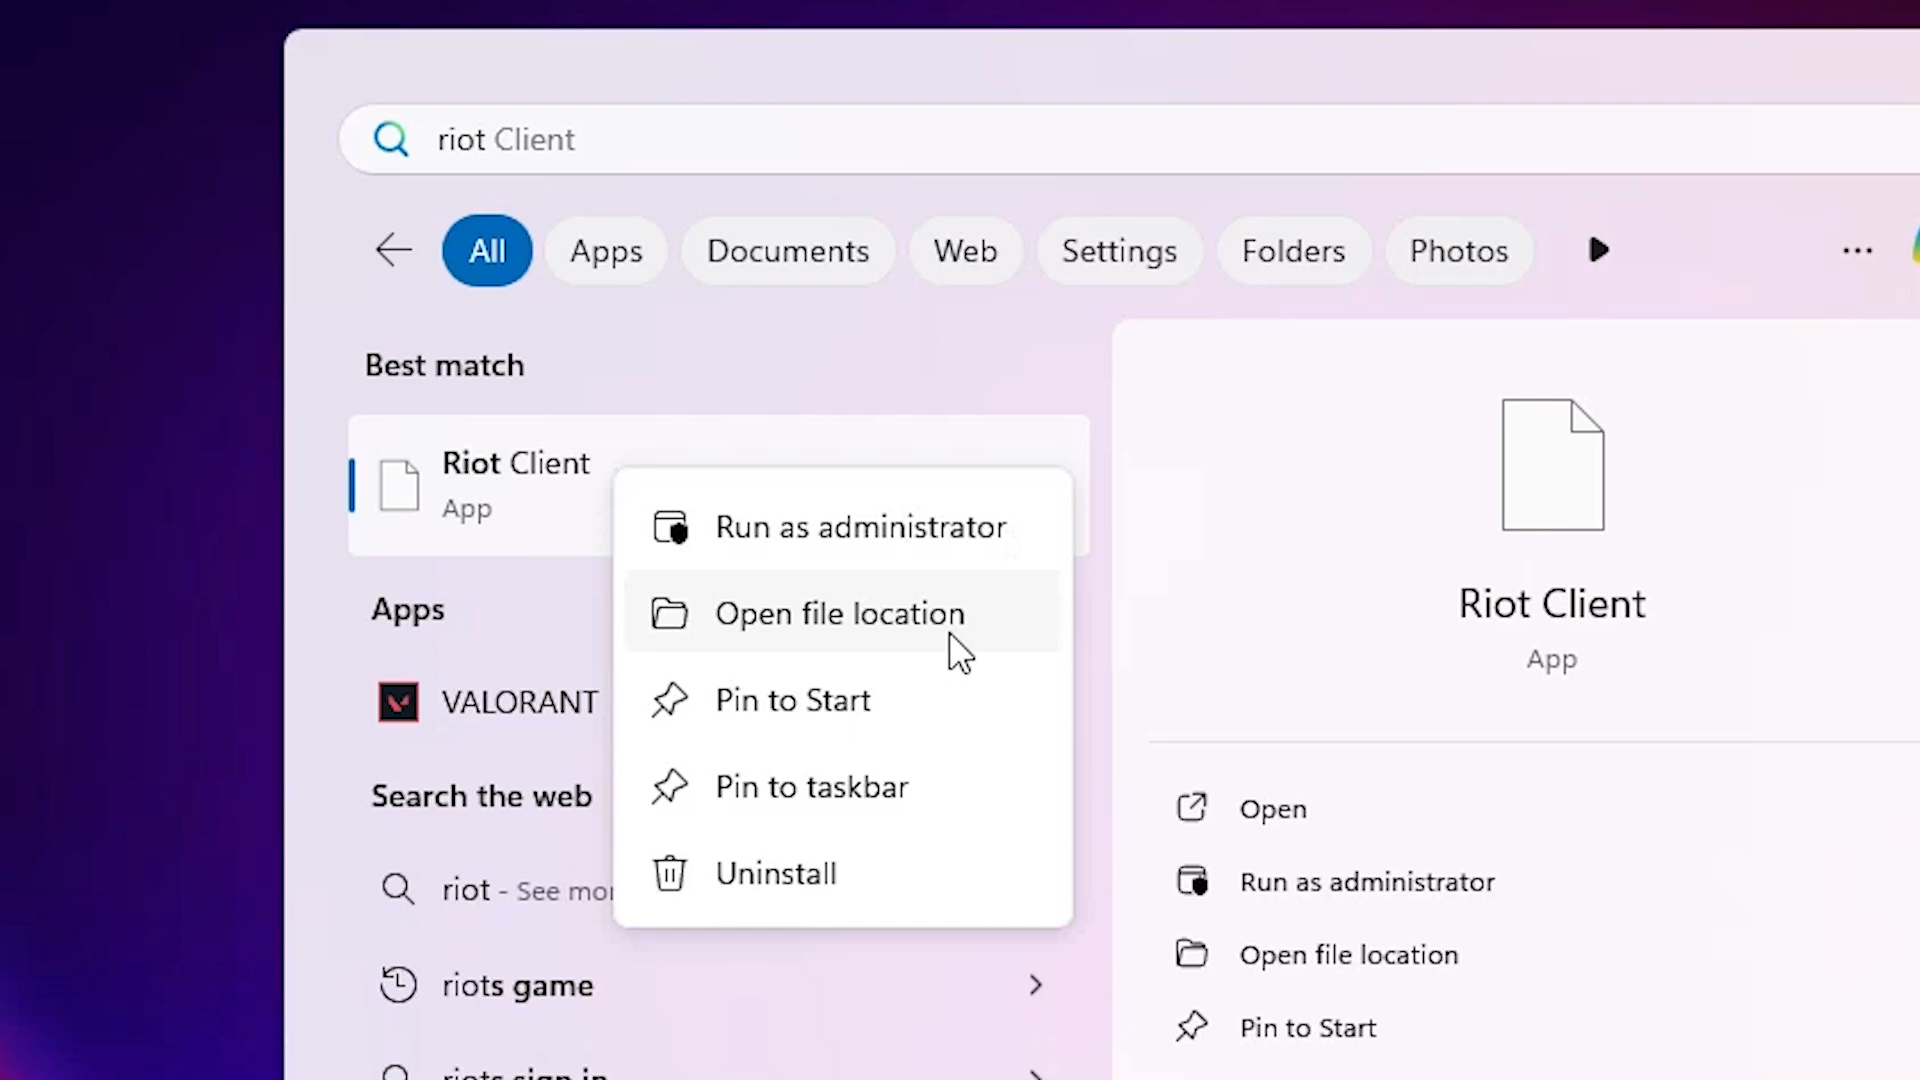 riot Client
All Apps Documents Web Settings Folders Photos
Best match
Riot Client
App
Apps
VALORANT
Search the web
riot - See mo
riots game
riots sign in
Run as administrator
Open file location
Pin to Start
Pin to taskbar
Uninstall
Riot Client
App
Open
Run as administrator
Open file location
Pin to Start